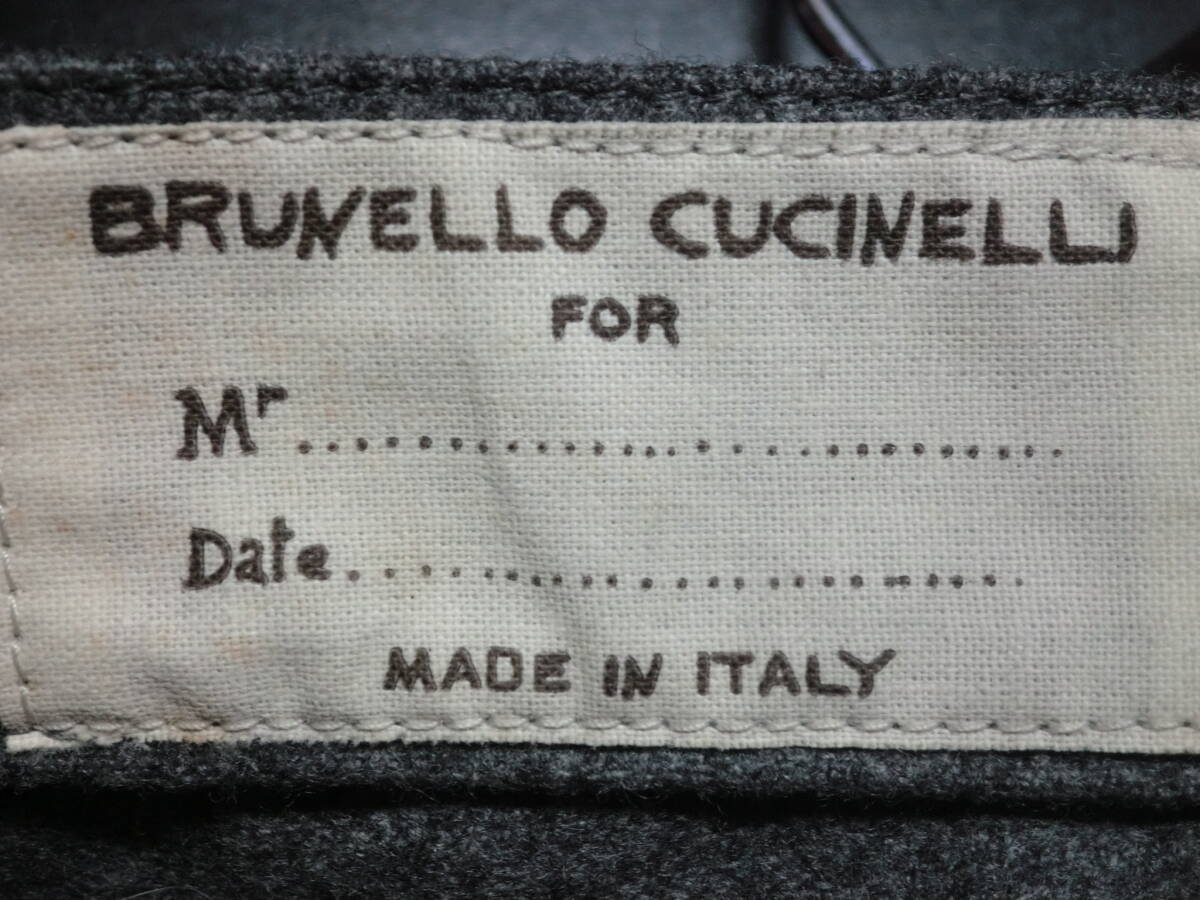 BRUNELLO CUCINELLI
FOR
Mr..............................
Date..........................
MADE IN ITALY